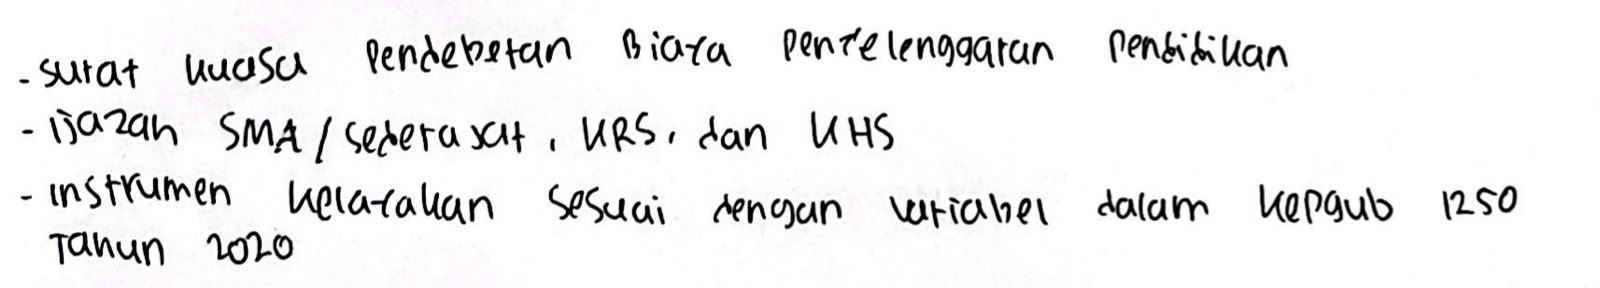 - surat kuasa Pendebetan Biaya penyelenggaran pendidikan
- ijazah SMA / sederajat, KRS, dan KHS
- instrumen kelayakan sesuai dengan variabel dalam kepgub 1250
Tahun 2020